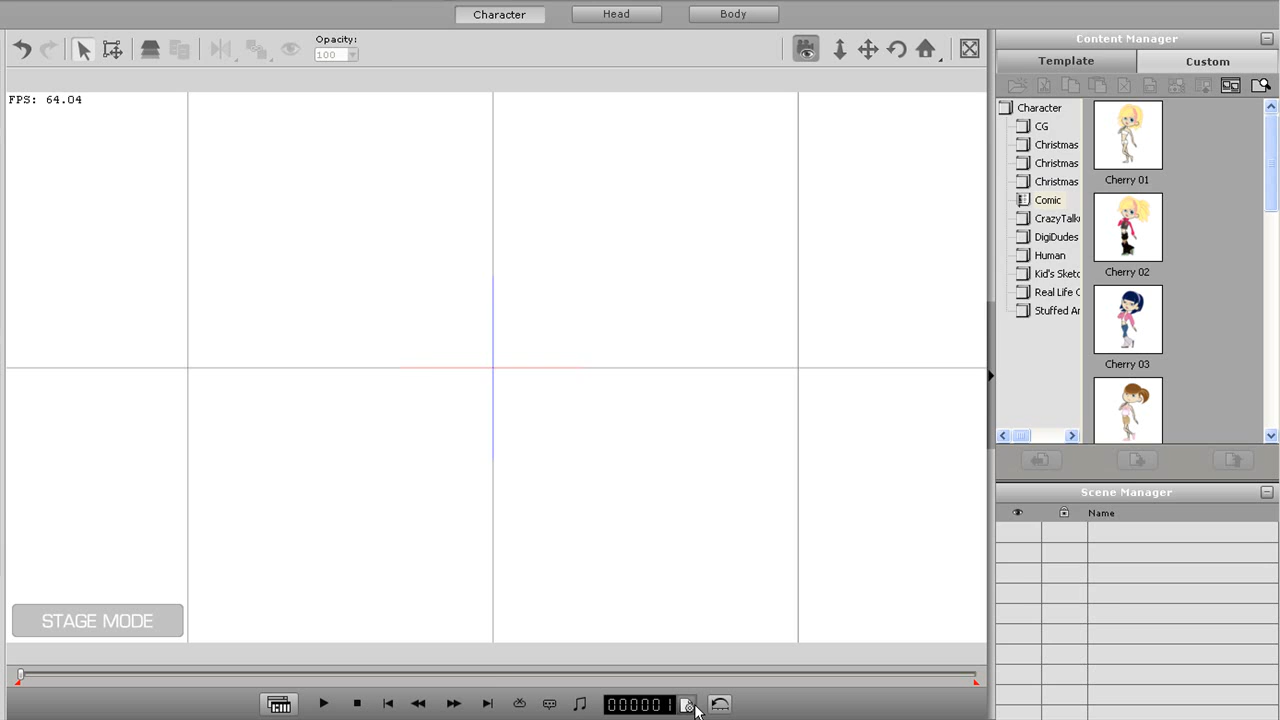 Character
Head
Body
Opacity:
100
FPS: 64.04
STAGE MODE
000001
Content Manager
Template
Custom
Character
CG
Christmas
Christmas
Christmas
Comic
CrazyTalk
DigiDudes
Human
Kid's Sketc
Real Life C
Stuffed An
Cherry 01
Cherry 02
Cherry 03
Scene Manager
Name